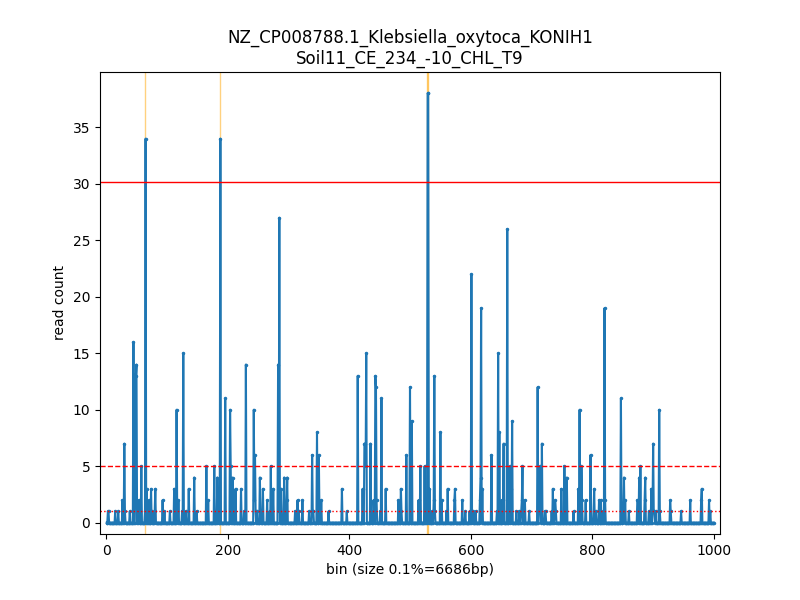 NZ_CP008788.1_Klebsiella_oxytoca_KONIH1
Soil11_CE_234_-10_CHL_T9
35
30
25
20
15
10
5
0
read count
0 200 400 600 800 1000
bin (size 0.1%=6686bp)